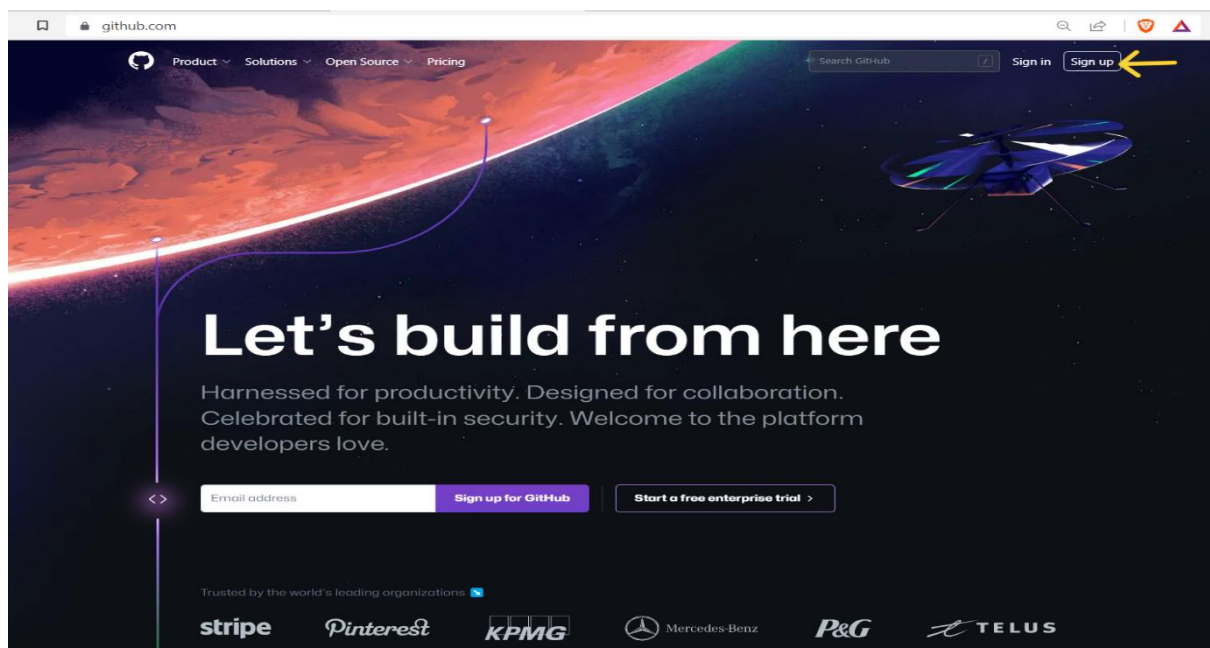 github.com
Product Solutions Open Source Pricing Search GitHub / Sign in Sign up
Let's build from here
Harnessed for productivity. Designed for collaboration.
Celebrated for built-in security. Welcome to the platform
developers love.
<> Email address Sign up for GitHub Start a free enterprise trial >
Trusted by the world's leading organizations
stripe Pinterest KPMG Mercedes-Benz P&G TELUS